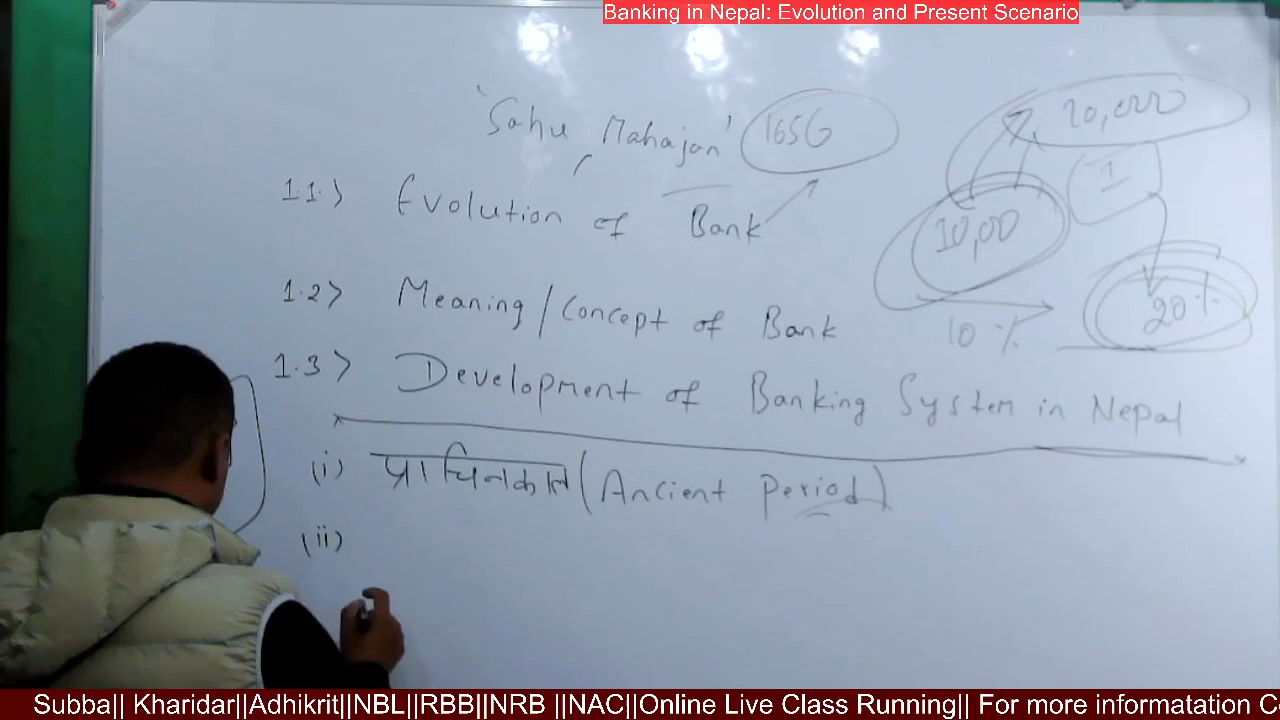 Banking in Nepal: Evolution and Present Scenario
'Sahu Mahajan' 1656
20,000
1.1.> Evolution of Bank
1
10,00
1.2> Meaning/Concept of Bank
10 %
20%
1.3> Development of Banking System in Nepal
(i) प्राचिनकाल (Ancient Period)
(ii)
Subba|| Kharidar||Adhikrit||NBL||RBB||NRB ||NAC||Online Live Class Running|| For more informatation C